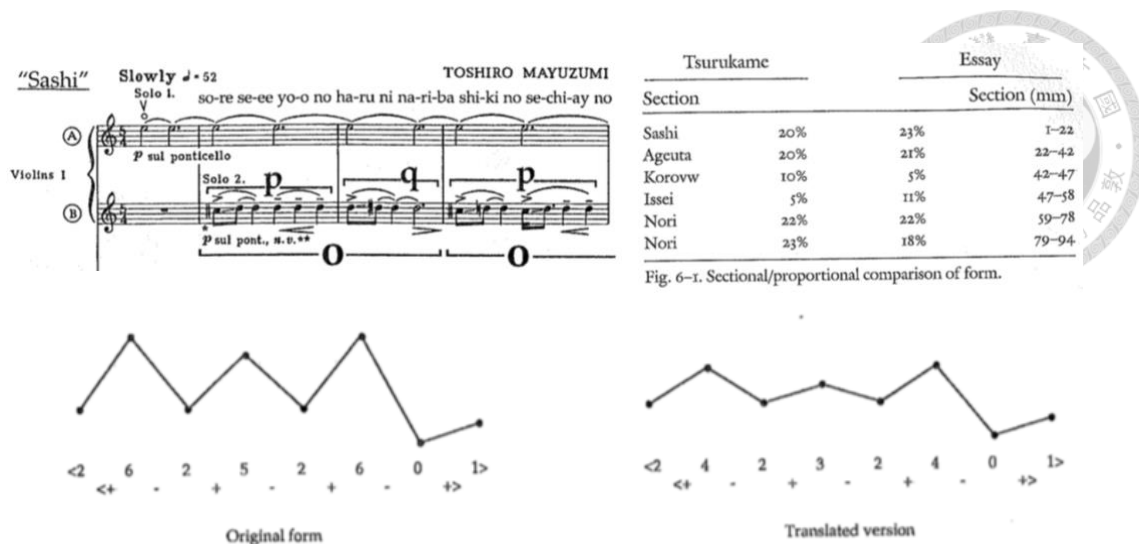 "Sashi"
Slowly ♩=52
TOSHIRO MAYUZUMI
Solo 1.
so-re se-ee yo-o no ha-ru ni na-ri-ba shi-ki no se-chi-ay no
A
p sul ponticello
Violins I
Solo 2.
p
q
p
B
p sul pont., n.v.**
O
O
Tsurukame Essay
Section Section (mm)
Sashi 20% 23% 1–22
Ageuta 20% 21% 22–42
Korovw 10% 5% 42–47
Issei 5% 11% 47–58
Nori 22% 22% 59–78
Nori 23% 18% 79–94
Fig. 6–1. Sectional/proportional comparison of form.
<2 6 2 5 2 6 0 1>
<+ - + - + - +>
Original form
<2 4 2 3 2 4 0 1>
<+ - + - + - +>
Translated version
國
品
敦